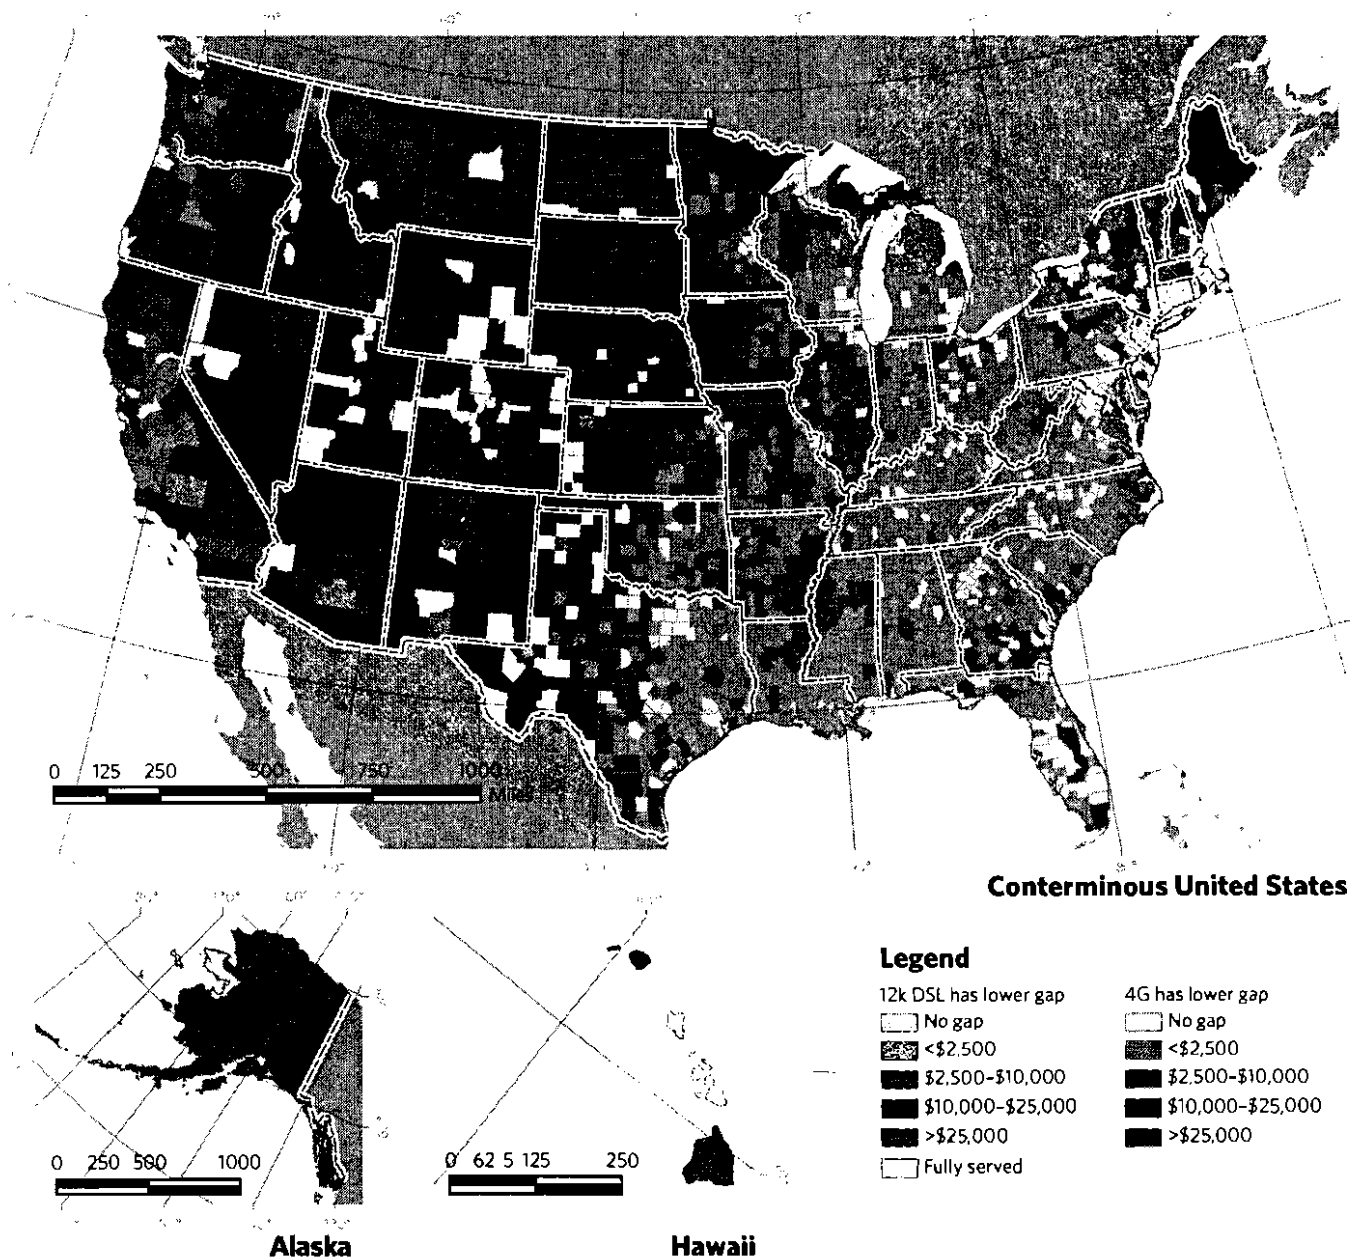 0 125 250 500 750 1000
Miles
Conterminous United States
Legend
12k DSL has lower gap
No gap
<$2,500
$2,500-$10,000
$10,000-$25,000
>$25,000
Fully served
4G has lower gap
No gap
<$2,500
$2,500-$10,000
$10,000-$25,000
>$25,000
0 250 500 1000
Alaska
0 62 5 125 250
Hawaii